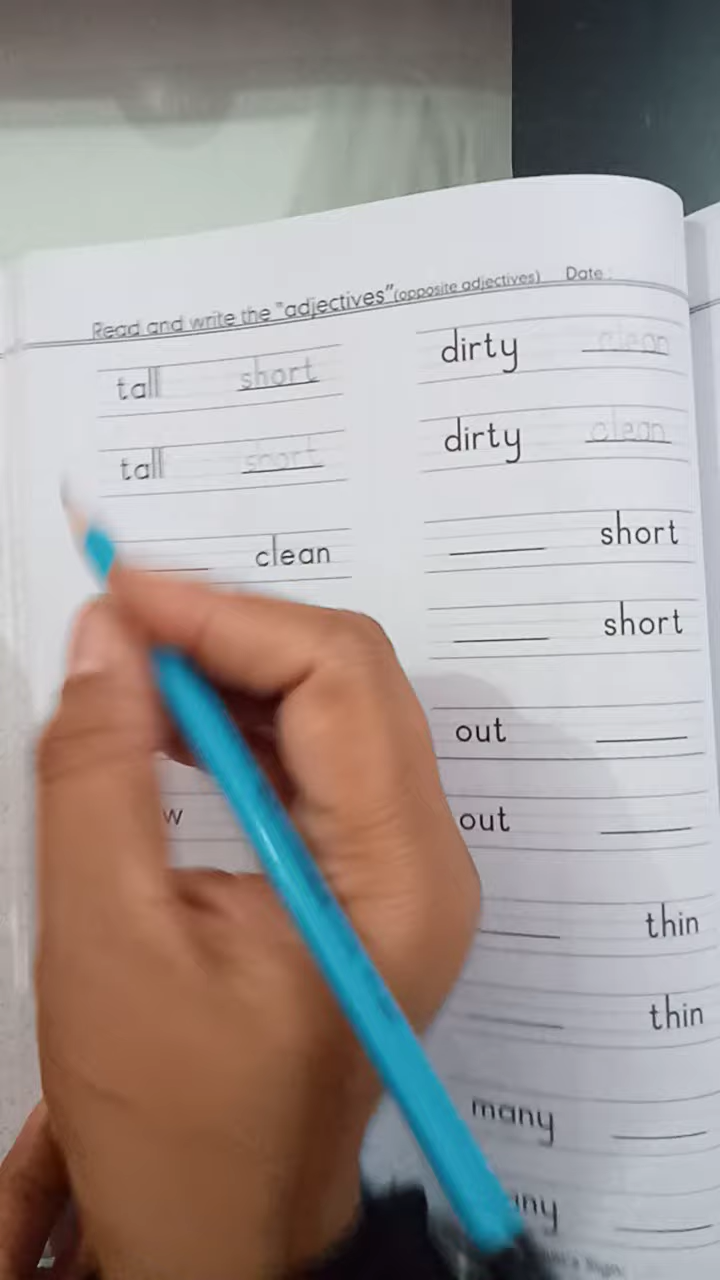 Read and write the "adjectives"(opposite adjectives) Date :
tall short
dirty clean
tall short
dirty clean
clean
short
short
out
w
out
thin
thin
many